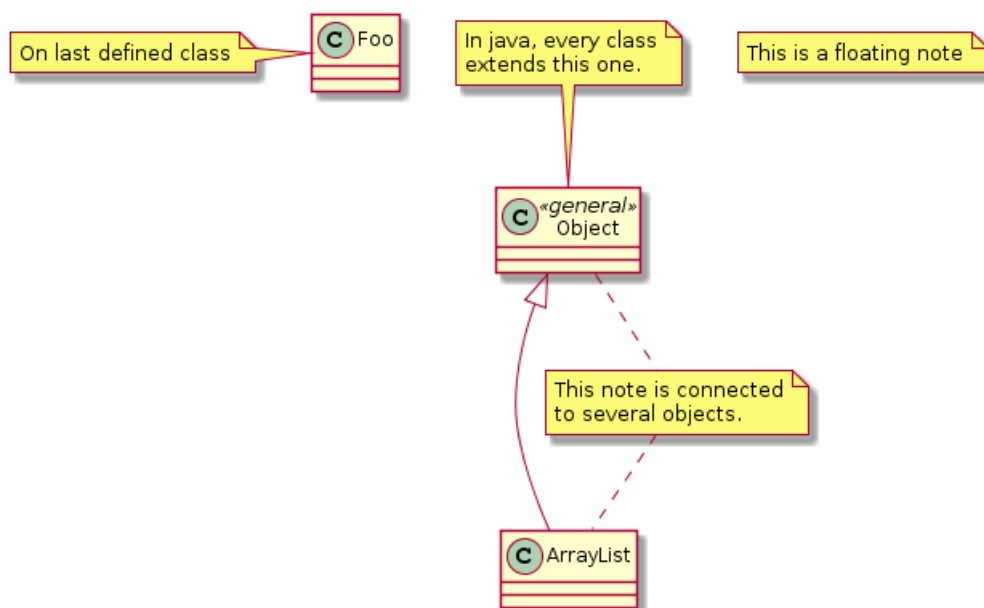 On last defined class
C Foo
In java, every class
extends this one.
This is a floating note
C «general»
Object
This note is connected
to several objects.
C ArrayList